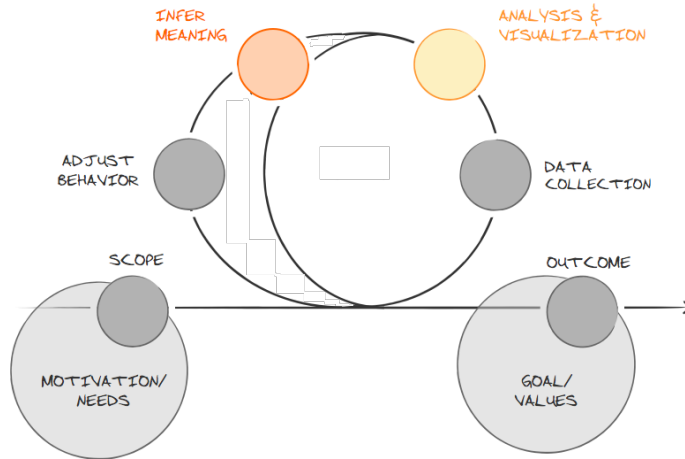 INFER
MEANING
ANALYSIS &
VISUALIZATION
ADJUST
BEHAVIOR
DATA
COLLECTION
SCOPE
OUTCOME
MOTIVATION/
NEEDS
GOAL/
VALUES